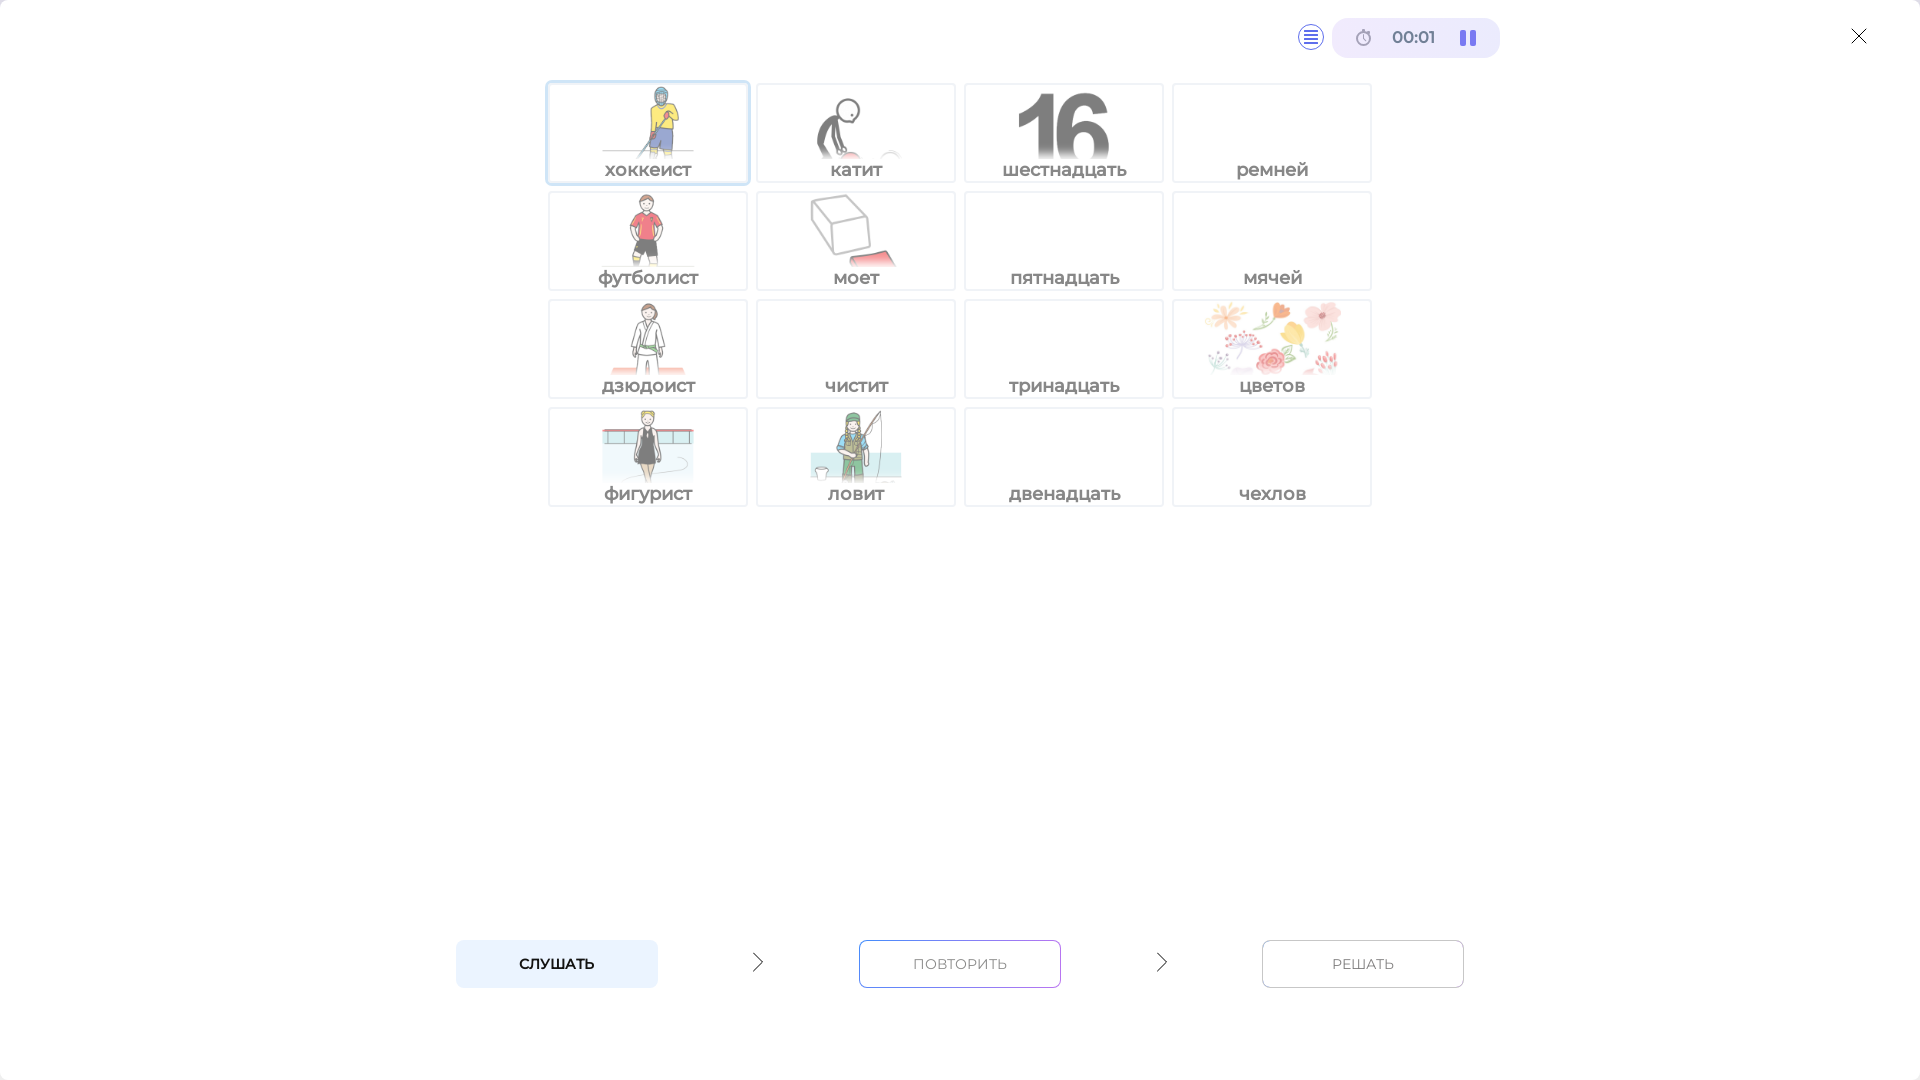 00:01
хоккеист
катит
16
шестнадцать
ремней
футболист
моет
пятнадцать
мячей
дзюдоист
чистит
тринадцать
цветов
фигурист
ловит
двенадцать
чехлов
СЛУШАТЬ
ПОВТОРИТЬ
РЕШАТЬ